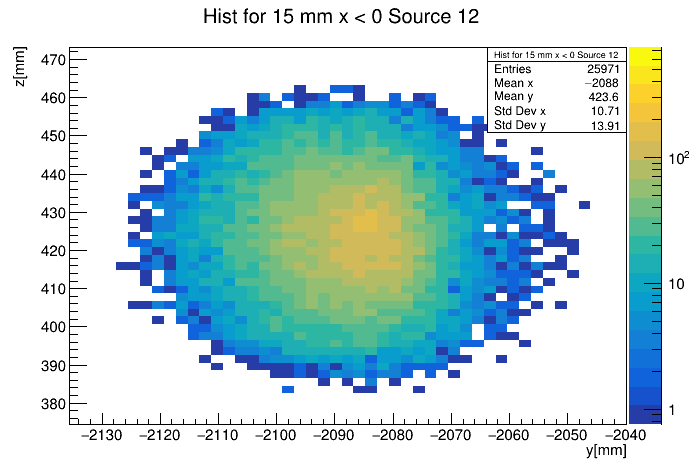 Hist for 15 mm x < 0 Source 12
z[mm]
Hist for 15 mm x < 0 Source 12
Entries 25971
Mean x −2088
Mean y 423.6
Std Dev x 10.71
Std Dev y 13.91
470
460
450
440
430
420
410
400
390
380
10²
10
1
−2130 −2120 −2110 −2100 −2090 −2080 −2070 −2060 −2050 −2040
y[mm]